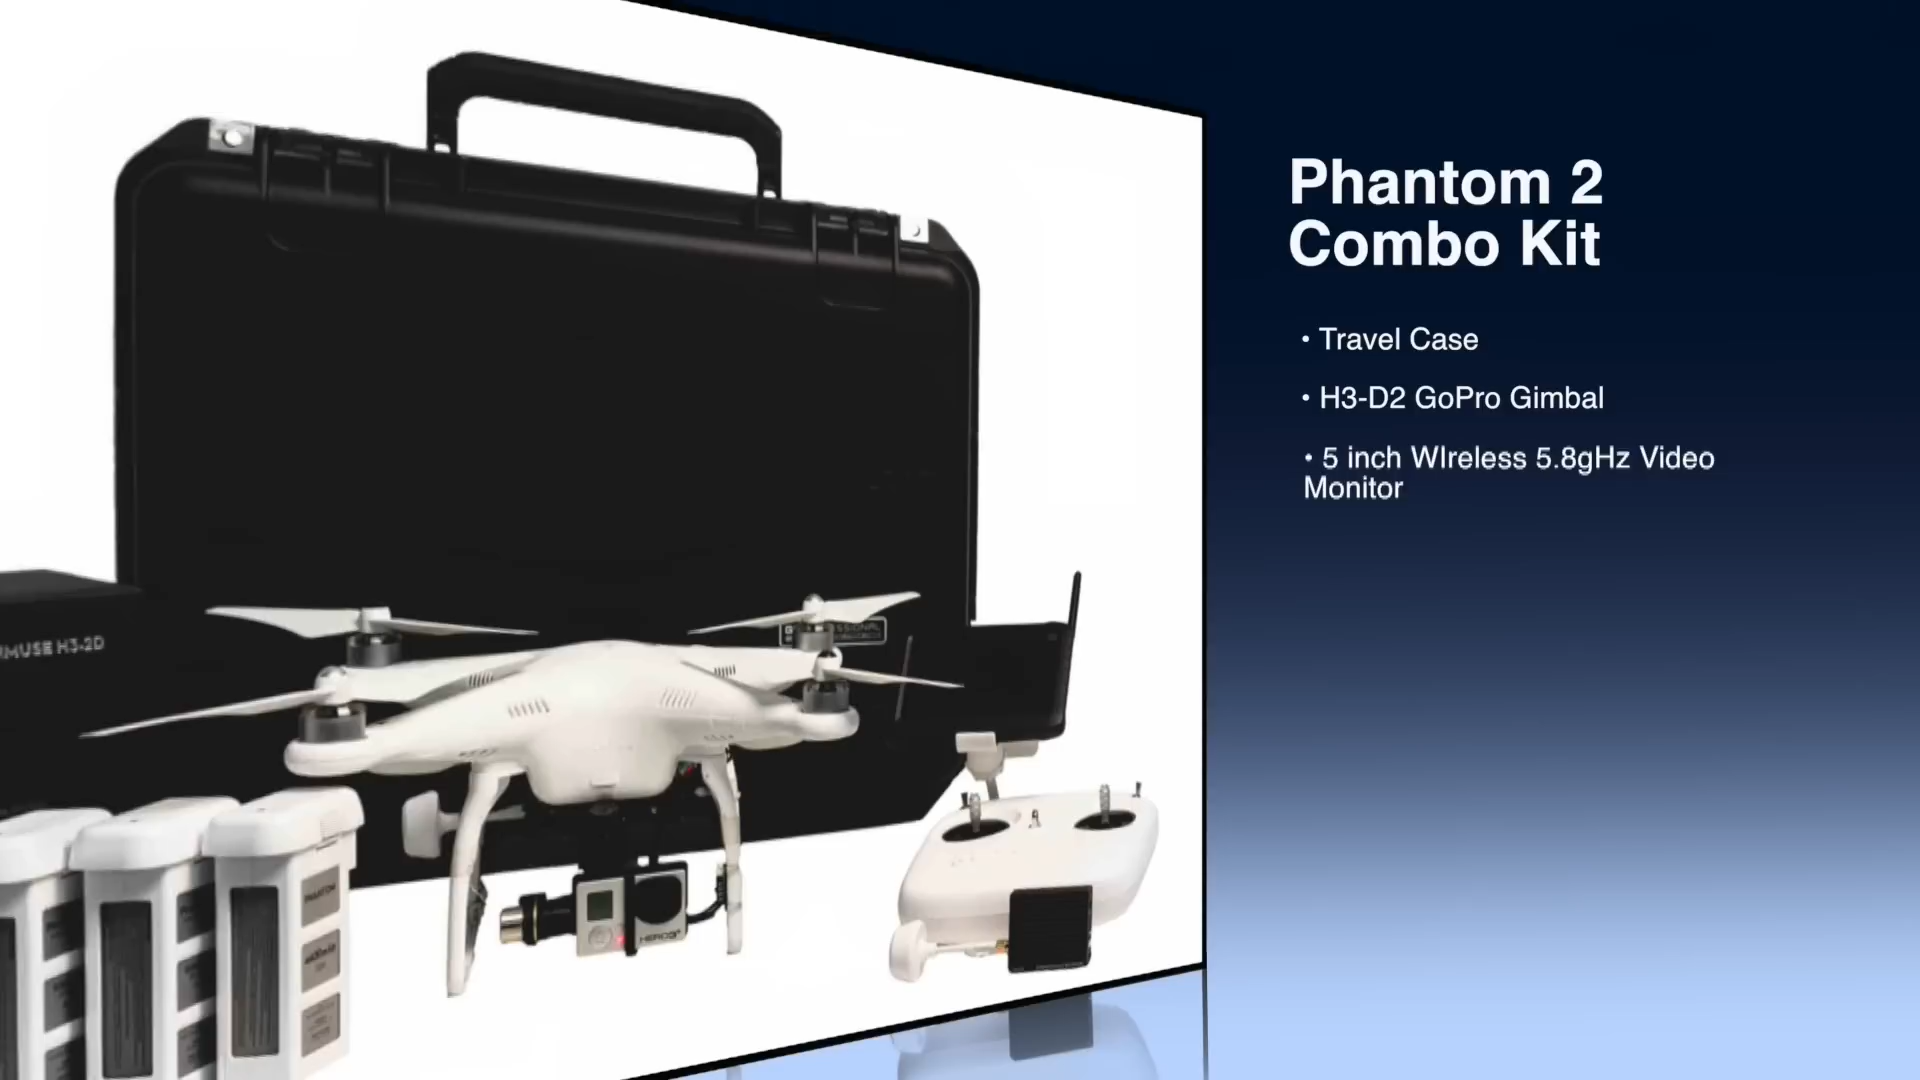 Phantom 2
Combo Kit
• Travel Case
• H3-D2 GoPro Gimbal
• 5 inch WIreless 5.8gHz Video
Monitor
MUSE H3-2D
PHANTOM
HERO3+